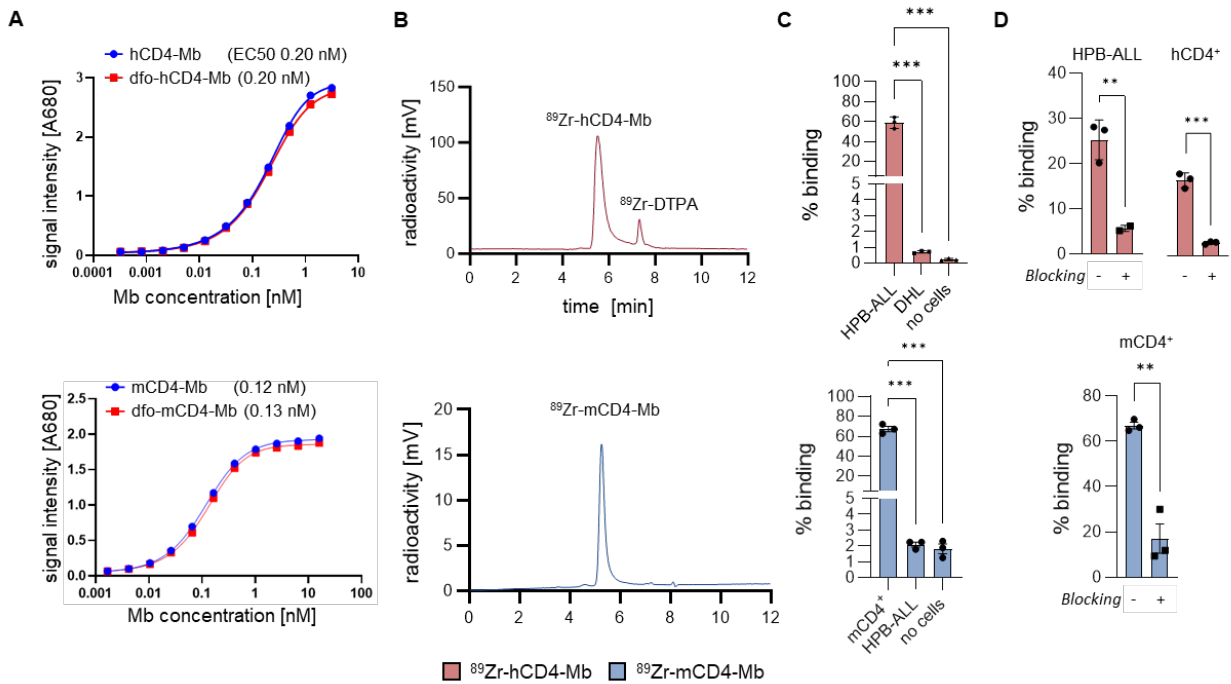 A
hCD4-Mb (EC50 0.20 nM)
dfo-hCD4-Mb (0.20 nM)
signal intensity [A680]
3
2
1
0
0.0001 0.01 0.1 1 10
Mb concentration [nM]
mCD4-Mb (0.12 nM)
dfo-mCD4-Mb (0.13 nM)
signal intensity [A680]
2.5
2.0
1.5
1.0
0.5
0.0
0.001 0.01 0.1 1 10 100
Mb concentration [nM]
B
radioactivity [mV]
150
100
50
0
⁸⁹Zr-hCD4-Mb
⁸⁹Zr-DTPA
0 2 4 6 8 10 12
time [min]
radioactivity [mV]
20
15
10
5
0
⁸⁹Zr-mCD4-Mb
0 2 4 6 8 10 12
C
***
***
% binding
100
80
60
40
20
5
4
3
2
1
0
HPB-ALL
DHL
no cells
***
***
% binding
100
80
60
40
20
6
5
4
3
2
1
0
mCD4⁺
HPB-ALL
no cells
D
HPB-ALL
hCD4⁺
**
***
% binding
40
30
20
10
0
Blocking - +
- +
mCD4⁺
**
% binding
80
60
40
20
0
Blocking - +
⁸⁹Zr-hCD4-Mb ⁸⁹Zr-mCD4-Mb